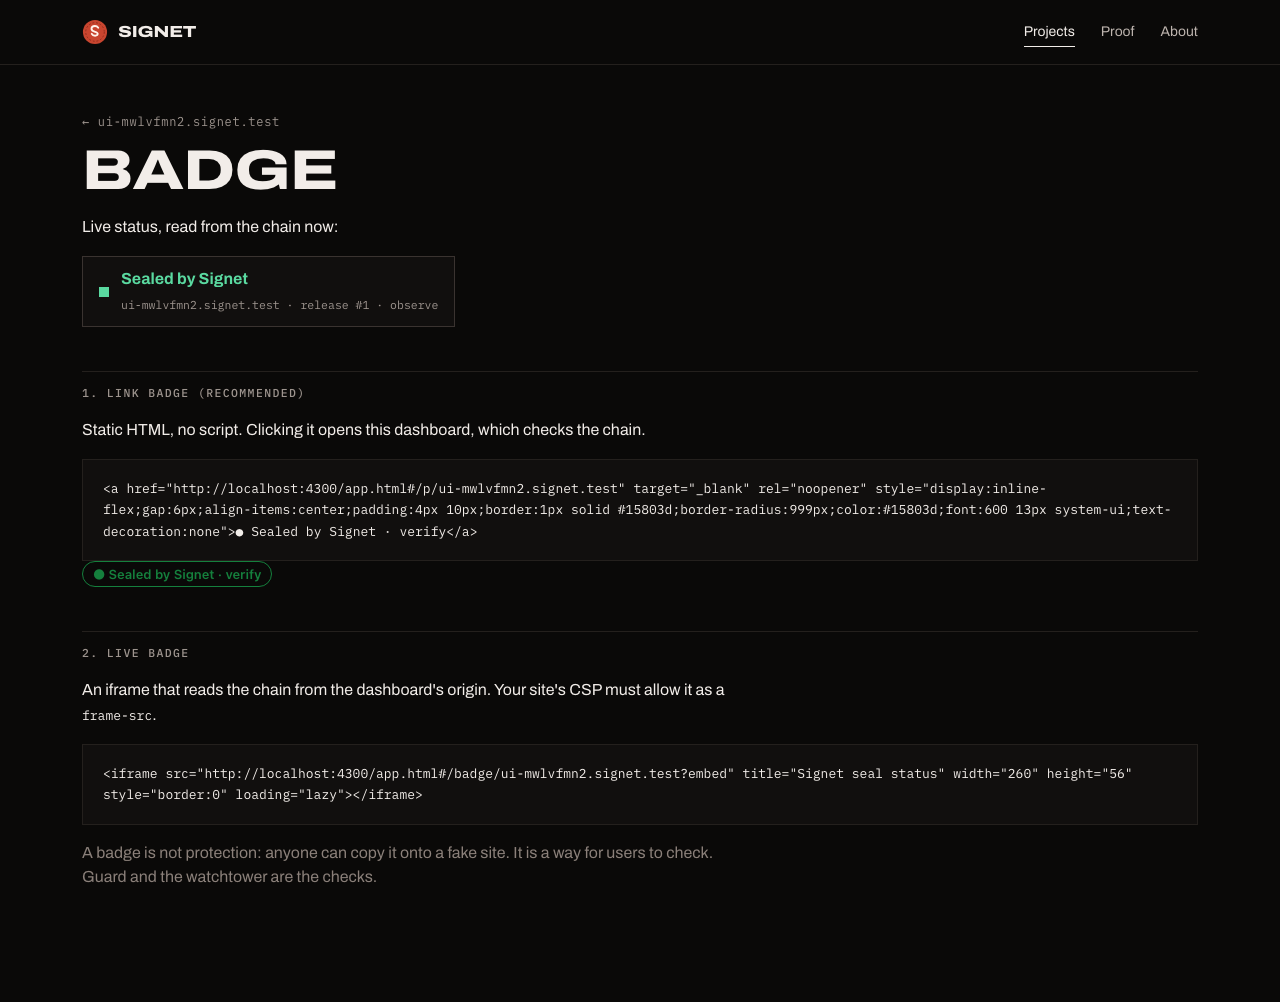 S SIGNET
Projects Proof About
← ui-mwlvfmn2.signet.test
BADGE
Live status, read from the chain now:
Sealed by Signet
ui-mwlvfmn2.signet.test · release #1 · observe
1. LINK BADGE (RECOMMENDED)
Static HTML, no script. Clicking it opens this dashboard, which checks the chain.
<a href="http://localhost:4300/app.html#/p/ui-mwlvfmn2.signet.test" target="_blank" rel="noopener" style="display:inline-
flex;gap:6px;align-items:center;padding:4px 10px;border:1px solid #15803d;border-radius:999px;color:#15803d;font:600 13px system-ui;text-
decoration:none">● Sealed by Signet · verify</a>
● Sealed by Signet · verify
2. LIVE BADGE
An iframe that reads the chain from the dashboard's origin. Your site's CSP must allow it as a
frame-src.
<iframe src="http://localhost:4300/app.html#/badge/ui-mwlvfmn2.signet.test?embed" title="Signet seal status" width="260" height="56"
style="border:0" loading="lazy"></iframe>
A badge is not protection: anyone can copy it onto a fake site. It is a way for users to check.
Guard and the watchtower are the checks.